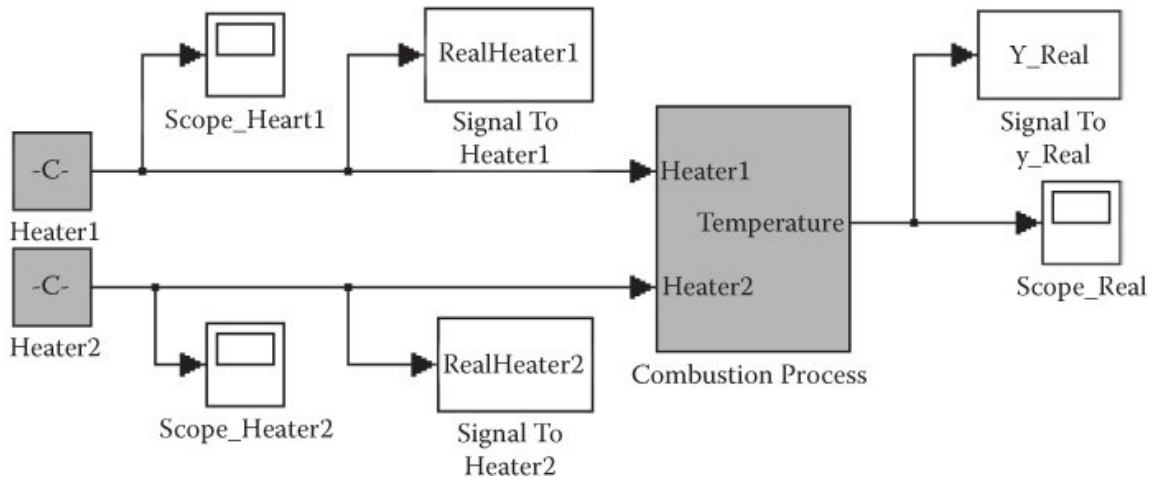 RealHeater1
Y_Real
Scope_Heart1
Signal To
Heater1
Signal To
y_Real
-C-
Heater1
Heater1
Temperature
-C-
Heater2
Heater2
Scope_Real
RealHeater2
Combustion Process
Scope_Heater2
Signal To
Heater2